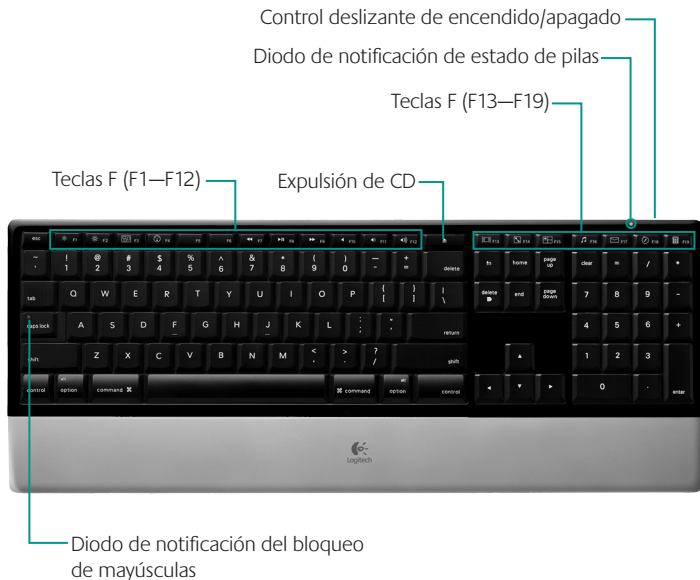 Control deslizante de encendido/apagado
Diodo de notificación de estado de pilas
Teclas F (F13—F19)
Teclas F (F1—F12)
Expulsión de CD
esc F1 F2 F3 F4 F5 F6 F7 F8 F9 F10 F11 F12 F13 F14 F15 F16 F17 F18 F19
~ ! @ # $ % ^ & * ( ) — +
` 1 2 3 4 5 6 7 8 9 0 - = delete fn home page up clear = / *
tab Q W E R T Y U I O P { [ } ] | \ delete end page down 7 8 9 -
caps lock A S D F G H J K L : ; " ' return 4 5 6 +
shift Z X C V B N M < , > . ? / shift 1 2 3
control alt option command ⌘ ⌘ command alt option control 0 . enter
Logitech
Diodo de notificación del bloqueo
de mayúsculas